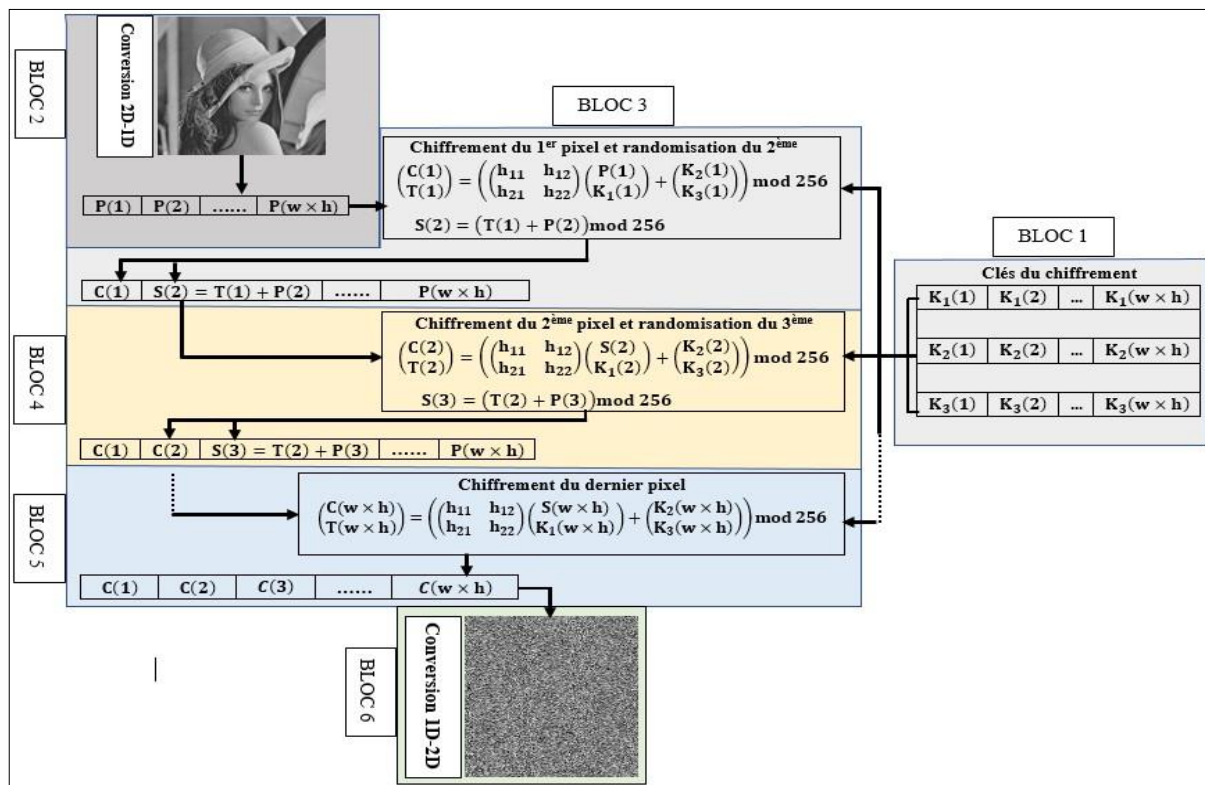 BLOC 2
Conversion 2D-1D
P(1) P(2) ...... P(w × h)
BLOC 3
Chiffrement du 1er pixel et randomisation du 2ème
(C(1) T(1)) = ((h11 h12 h21 h22)(P(1) K1(1)) + (K2(1) K3(1))) mod 256
S(2) = (T(1) + P(2))mod 256
C(1) S(2) = T(1) + P(2) ...... P(w × h)
BLOC 1
Clés du chiffrement
K1(1) K1(2) ... K1(w × h)
K2(1) K2(2) ... K2(w × h)
K3(1) K3(2) ... K3(w × h)
BLOC 4
Chiffrement du 2ème pixel et randomisation du 3ème
(C(2) T(2)) = ((h11 h12 h21 h22)(S(2) K1(2)) + (K2(2) K3(2))) mod 256
S(3) = (T(2) + P(3))mod 256
C(1) C(2) S(3) = T(2) + P(3) ...... P(w × h)
BLOC 5
Chiffrement du dernier pixel
(C(w × h) T(w × h)) = ((h11 h12 h21 h22)(S(w × h) K1(w × h)) + (K2(w × h) K3(w × h))) mod 256
C(1) C(2) C(3) ...... C(w × h)
BLOC 6
Conversion 1D-2D